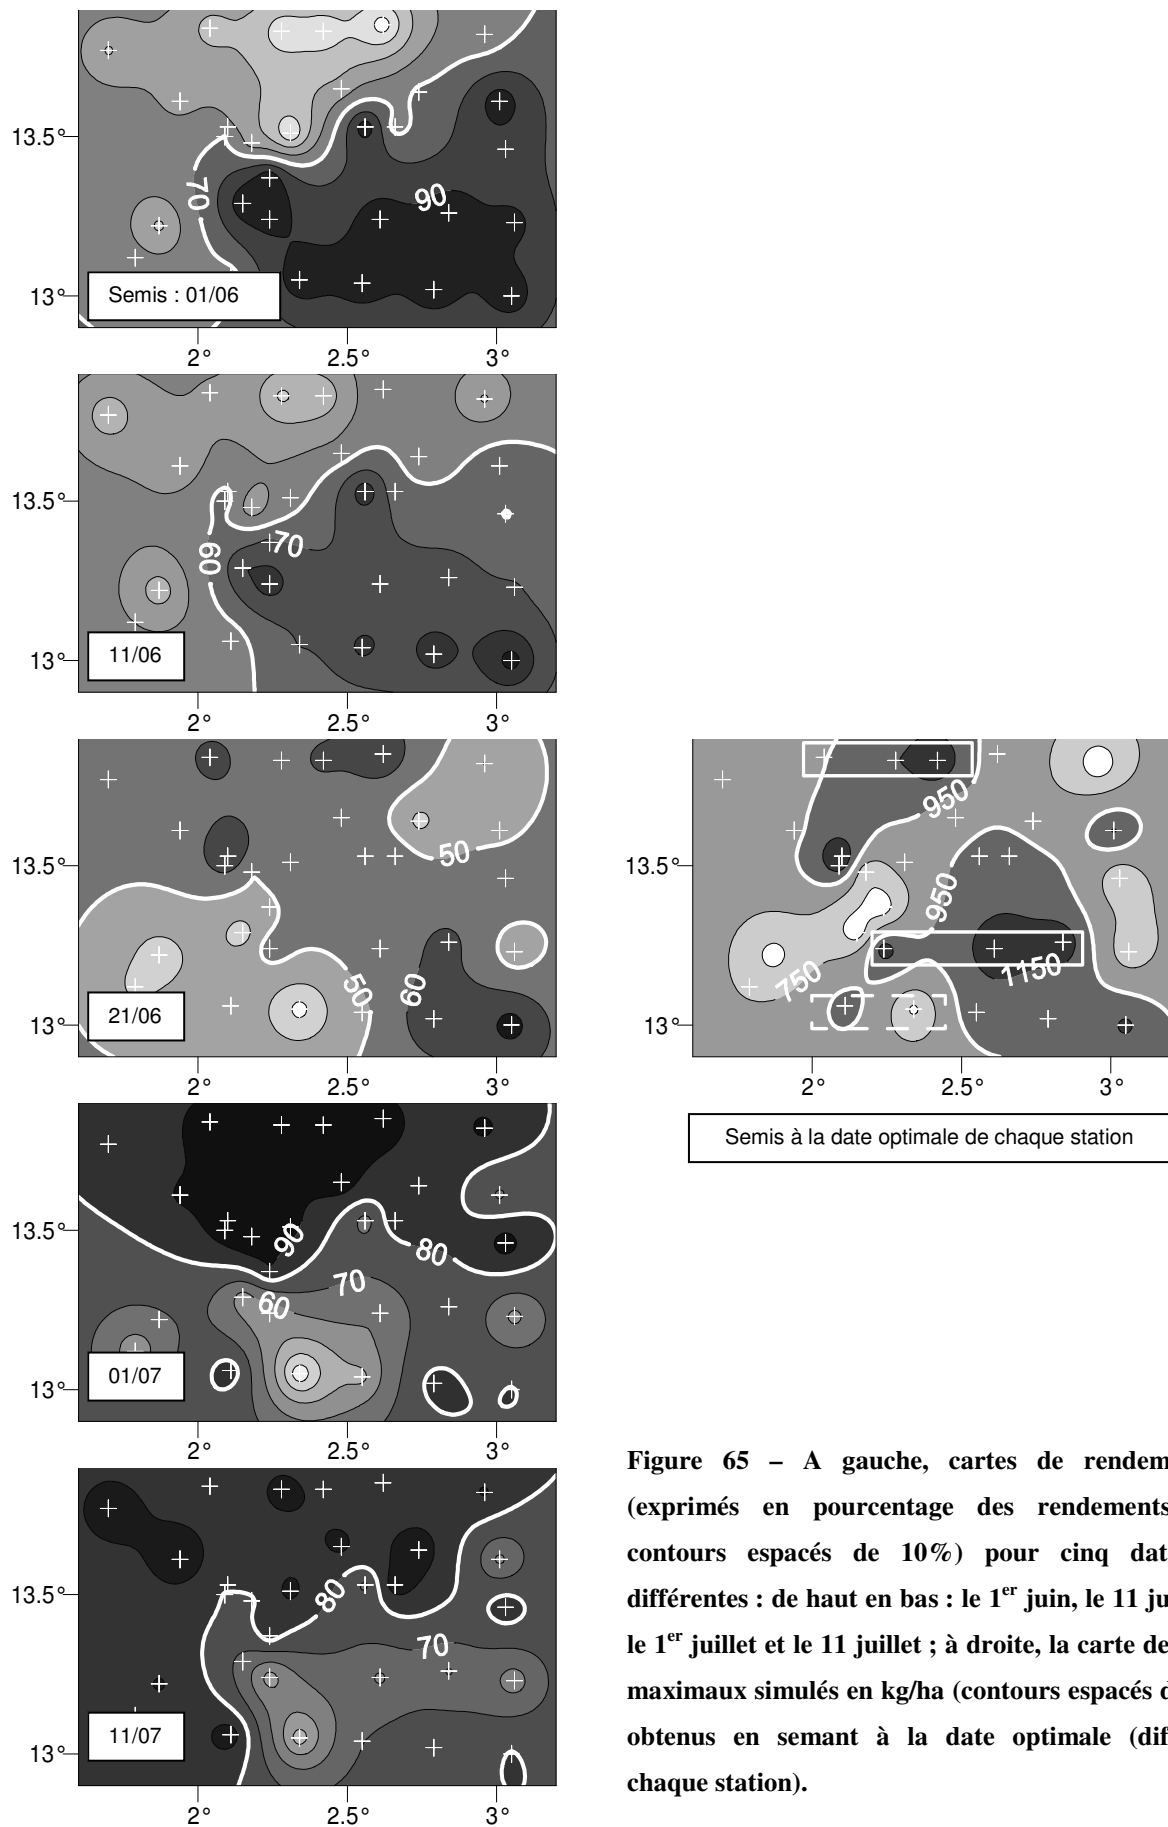 13.5°
70
90
Semis : 01/06
13°
2° 2.5° 3°
13.5°
60
70
11/06
13°
2° 2.5° 3°
13.5°
50
50
60
21/06
13°
2° 2.5° 3°
950
13.5°
950
750
1150
13°
2° 2.5° 3°
Semis à la date optimale de chaque station
13.5°
90
80
70
60
01/07
13°
2° 2.5° 3°
13.5°
80
70
11/07
13°
2° 2.5° 3°
Figure 65 – A gauche, cartes de rendem
(exprimés en pourcentage des rendements
contours espacés de 10%) pour cinq dat
différentes : de haut en bas : le 1er juin, le 11 ju
le 1er juillet et le 11 juillet ; à droite, la carte de
maximaux simulés en kg/ha (contours espacés d
obtenus en semant à la date optimale (dif
chaque station).